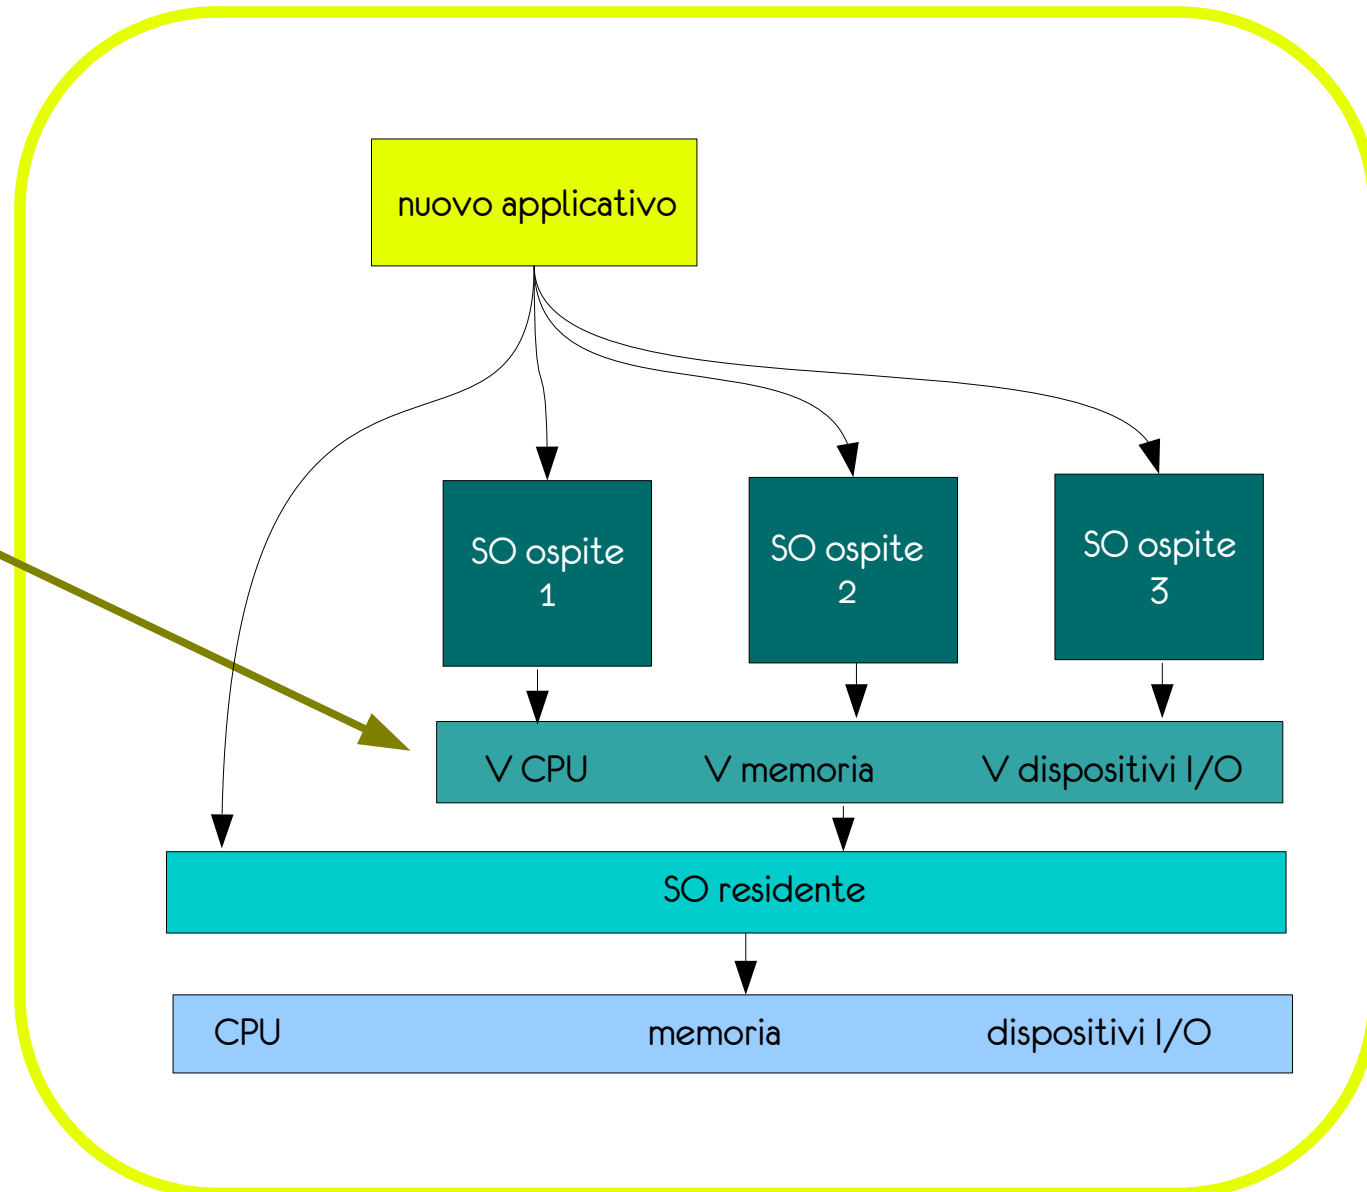 nuovo applicativo
SO ospite
1
SO ospite
2
SO ospite
3
V CPU V memoria V dispositivi I/O
SO residente
CPU memoria dispositivi I/O